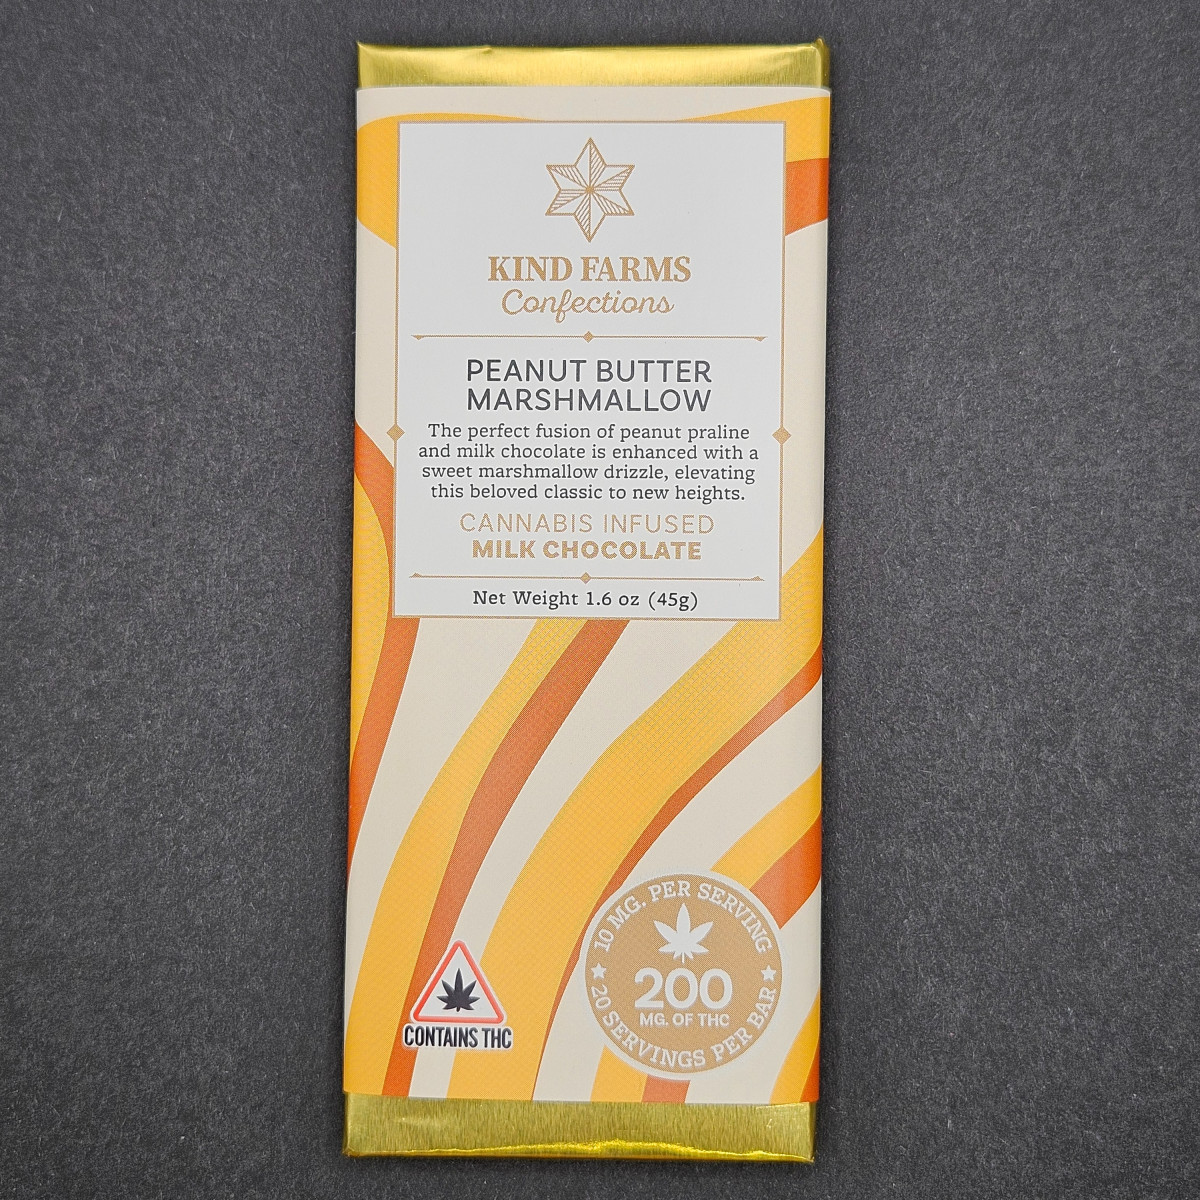 KIND FARMS
Confections
PEANUT BUTTER
MARSHMALLOW
The perfect fusion of peanut praline
and milk chocolate is enhanced with a
sweet marshmallow drizzle, elevating
this beloved classic to new heights.
CANNABIS INFUSED
MILK CHOCOLATE
Net Weight 1.6 oz (45g)
10 MG. PER SERVING
200
MG. OF THC
20 SERVINGS PER BAR
CONTAINS THC